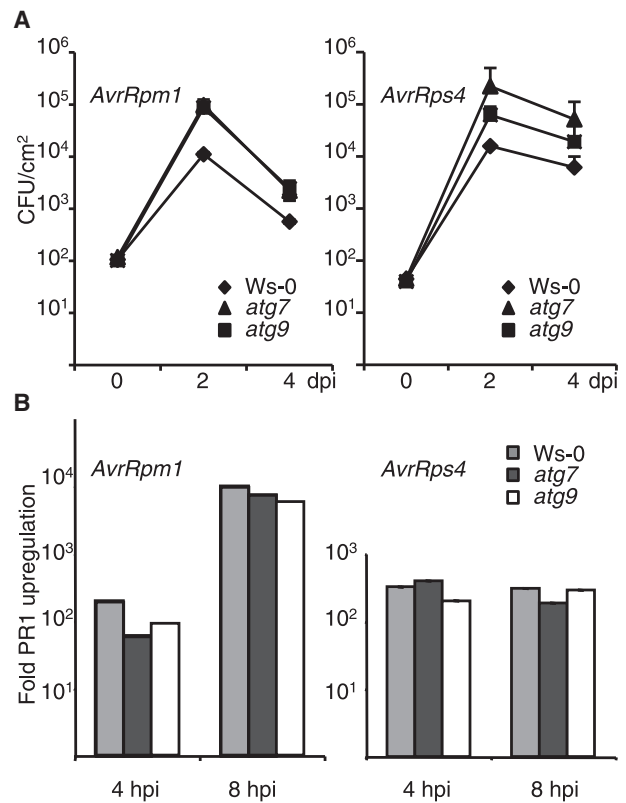 A
AvrRpm1
CFU/cm²
10⁶
10⁵
10⁴
10³
10²
10¹
Ws-0
atg7
atg9
0 2 4 dpi
AvrRps4
10⁶
10⁵
10⁴
10³
10²
10¹
Ws-0
atg7
atg9
0 2 4 dpi
B
AvrRpm1
Fold PR1 upregulation
10⁴
10³
10²
10¹
4 hpi 8 hpi
AvrRps4
Ws-0
atg7
atg9
10³
10²
10¹
4 hpi 8 hpi